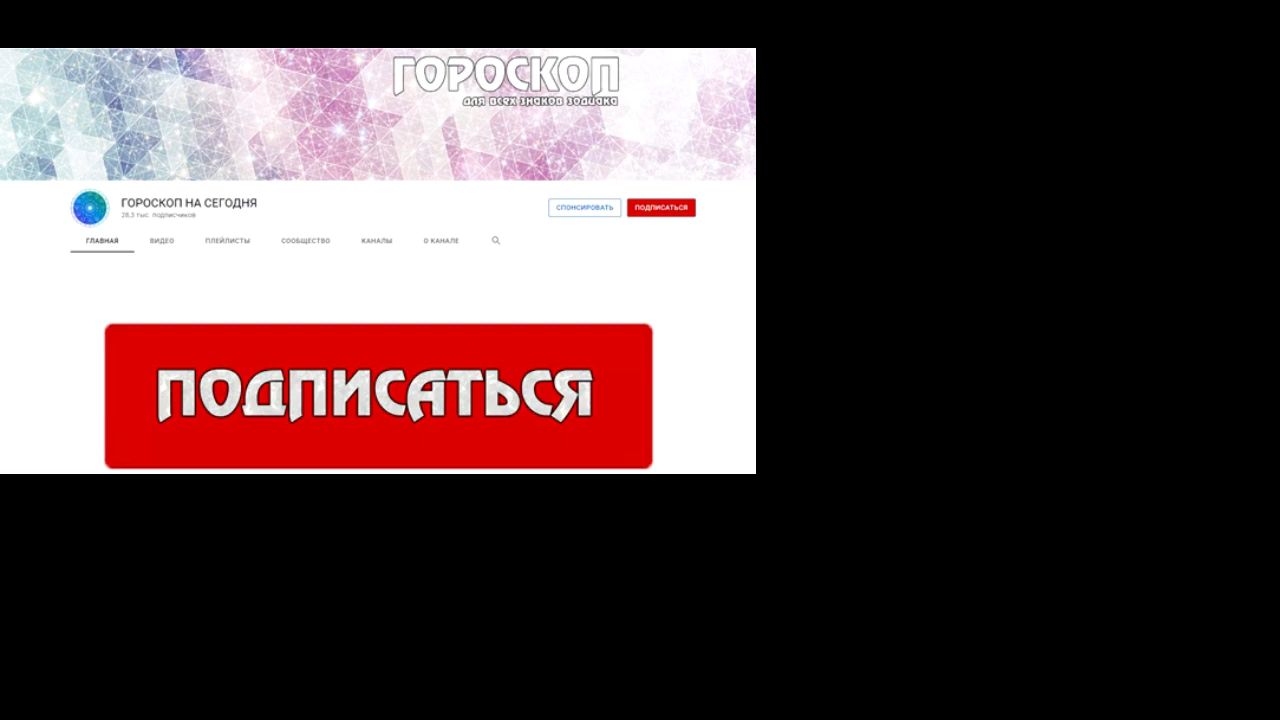 ГОРОСКОП
для всех знаков зодиака
ГОРОСКОП НА СЕГОДНЯ
28,3 тыс. подписчиков
СПОНСИРОВАТЬ
ПОДПИСАТЬСЯ
ГЛАВНАЯ ВИДЕО ПЛЕЙЛИСТЫ СООБЩЕСТВО КАНАЛЫ О КАНАЛЕ
ПОДПИСАТЬСЯ